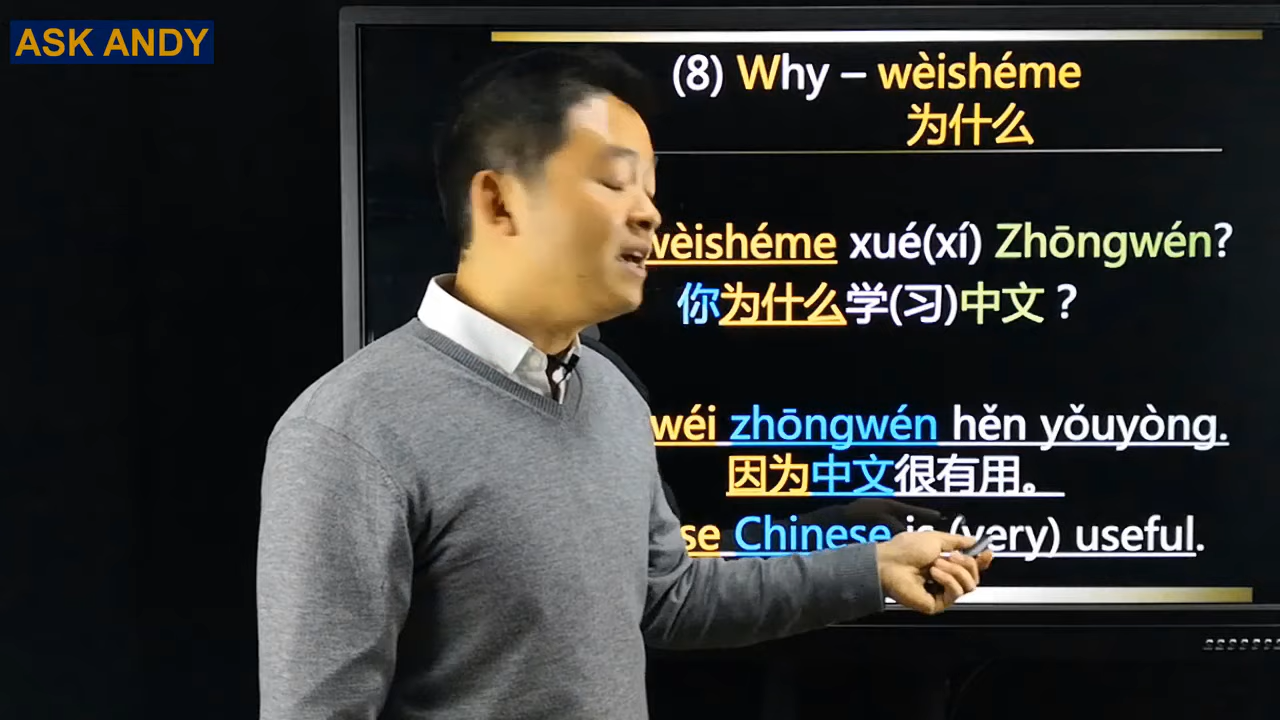 ASK ANDY
(8) Why – wèishéme
为什么
wèishéme xué(xí) Zhōngwén?
你为什么学(习)中文？
wéi zhōngwén hěn yǒuyòng.
因为中文很有用。
se Chinese is (very) useful.